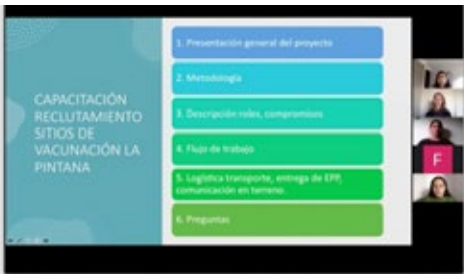 CAPACITACIÓN
RECLUTAMIENTO
SITIOS DE
VACUNACIÓN LA
PINTANA
1. Presentación general del proyecto
2. Metodología
3. Descripción roles, compromisos
4. Flujo de trabajo
5. Logística transporte, entrega de EPP,
comunicación en terreno.
6. Preguntas
F